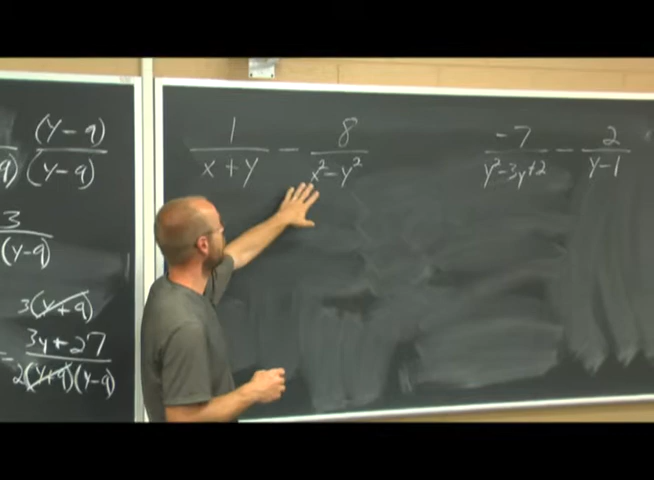 (y-9)
9) (y-9)
3
(y-9)
3(y+9)
= 3y+27
2(y+9)(y-9)
1 - 8
x+y x²-y²
-7 - 2
y²-3y+2 y-1